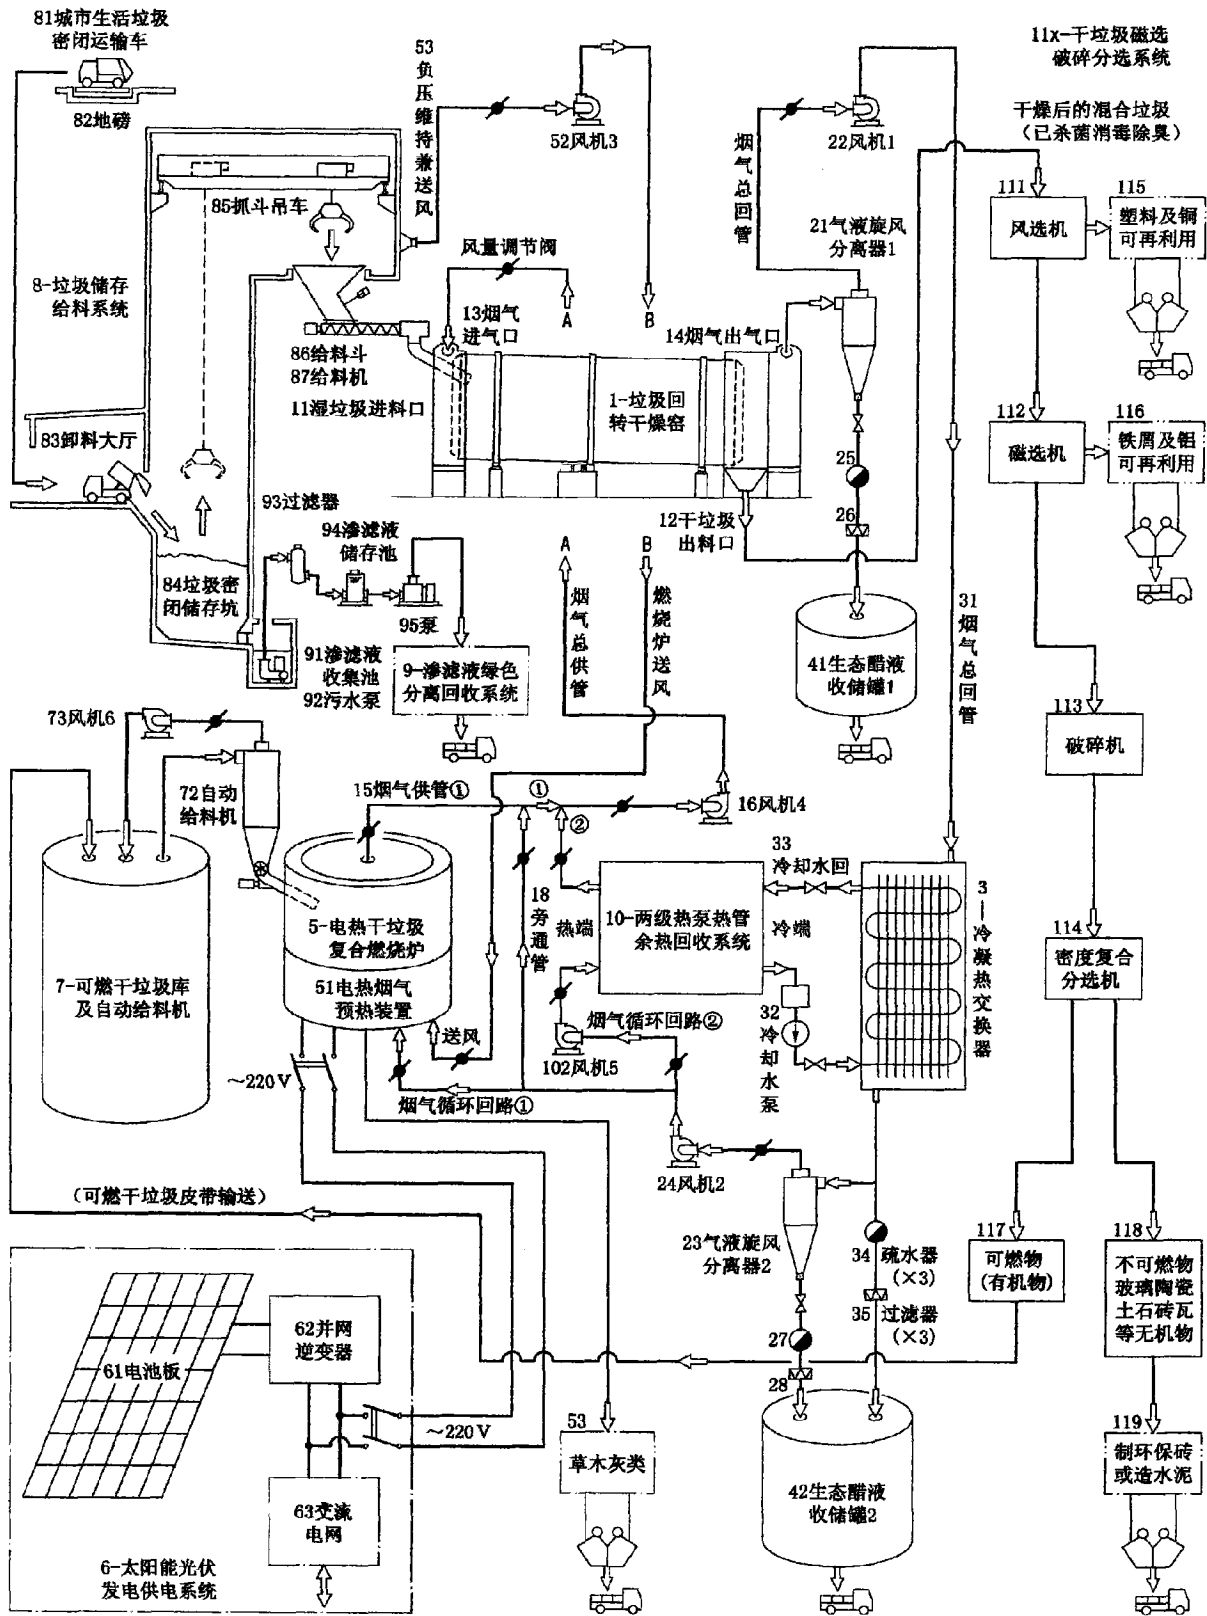 81城市生活垃圾
密闭运输车
82地磅
53负压维持兼送风
52风机3
22风机1
11x-干垃圾磁选
破碎分选系统
干燥后的混合垃圾
(已杀菌消毒除臭)
烟气总回管
85抓斗吊车
风量调节阀
21气液旋风
分离器1
111
风选机
115
塑料及铜
可再利用
8-垃圾储存
给料系统
13烟气
进气口
A
B
14烟气出气口
86给料斗
87给料机
11湿垃圾进料口
1-垃圾回
转干燥窑
112
磁选机
116
铁屑及铝
可再利用
83卸料大厅
25
26
93过滤器
94渗滤液
储存池
12干垃圾
出料口
A
B
烟气总供管
燃烧炉送风
84垃圾密
闭储存坑
95泵
31烟气总回管
41生态醋液
收储罐1
91渗滤液
收集池
92污水泵
9-渗滤液绿色
分离回收系统
113
破碎机
73风机6
72自动
给料机
15烟气供管①
①
②
16风机4
33
冷却水回
18旁通管
热端
10-两级热泵热管
余热回收系统
冷端
3-冷凝热交换器
5-电热干垃圾
复合燃烧炉
51电热烟气
预热装置
7-可燃干垃圾库
及自动给料机
114
密度复合
分选机
送风
烟气循环回路②
32冷却水泵
102风机5
~220V
烟气循环回路①
24风机2
(可燃干垃圾皮带输送)
23气液旋风
分离器2
34 疏水器
(×3)
35 过滤器
(×3)
117
可燃物
(有机物)
118
不可燃物
玻璃陶瓷
土石砖瓦
等无机物
27
28
62并网
逆变器
61电池板
~220V
53
草木灰类
119
制环保砖
或造水泥
42生态醋液
收储罐2
63交流
电网
6-太阳能光伏
发电供电系统